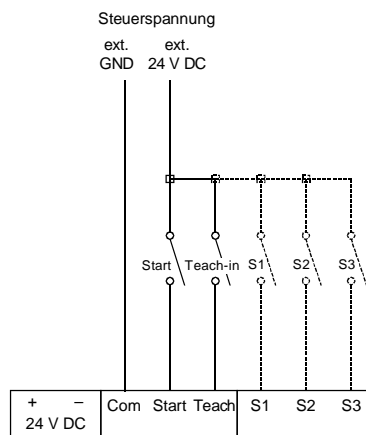 Steuerspannung
ext. ext.
GND 24 V DC
Start Teach-in S1 S2 S3
+ – Com Start Teach S1 S2 S3
24 V DC